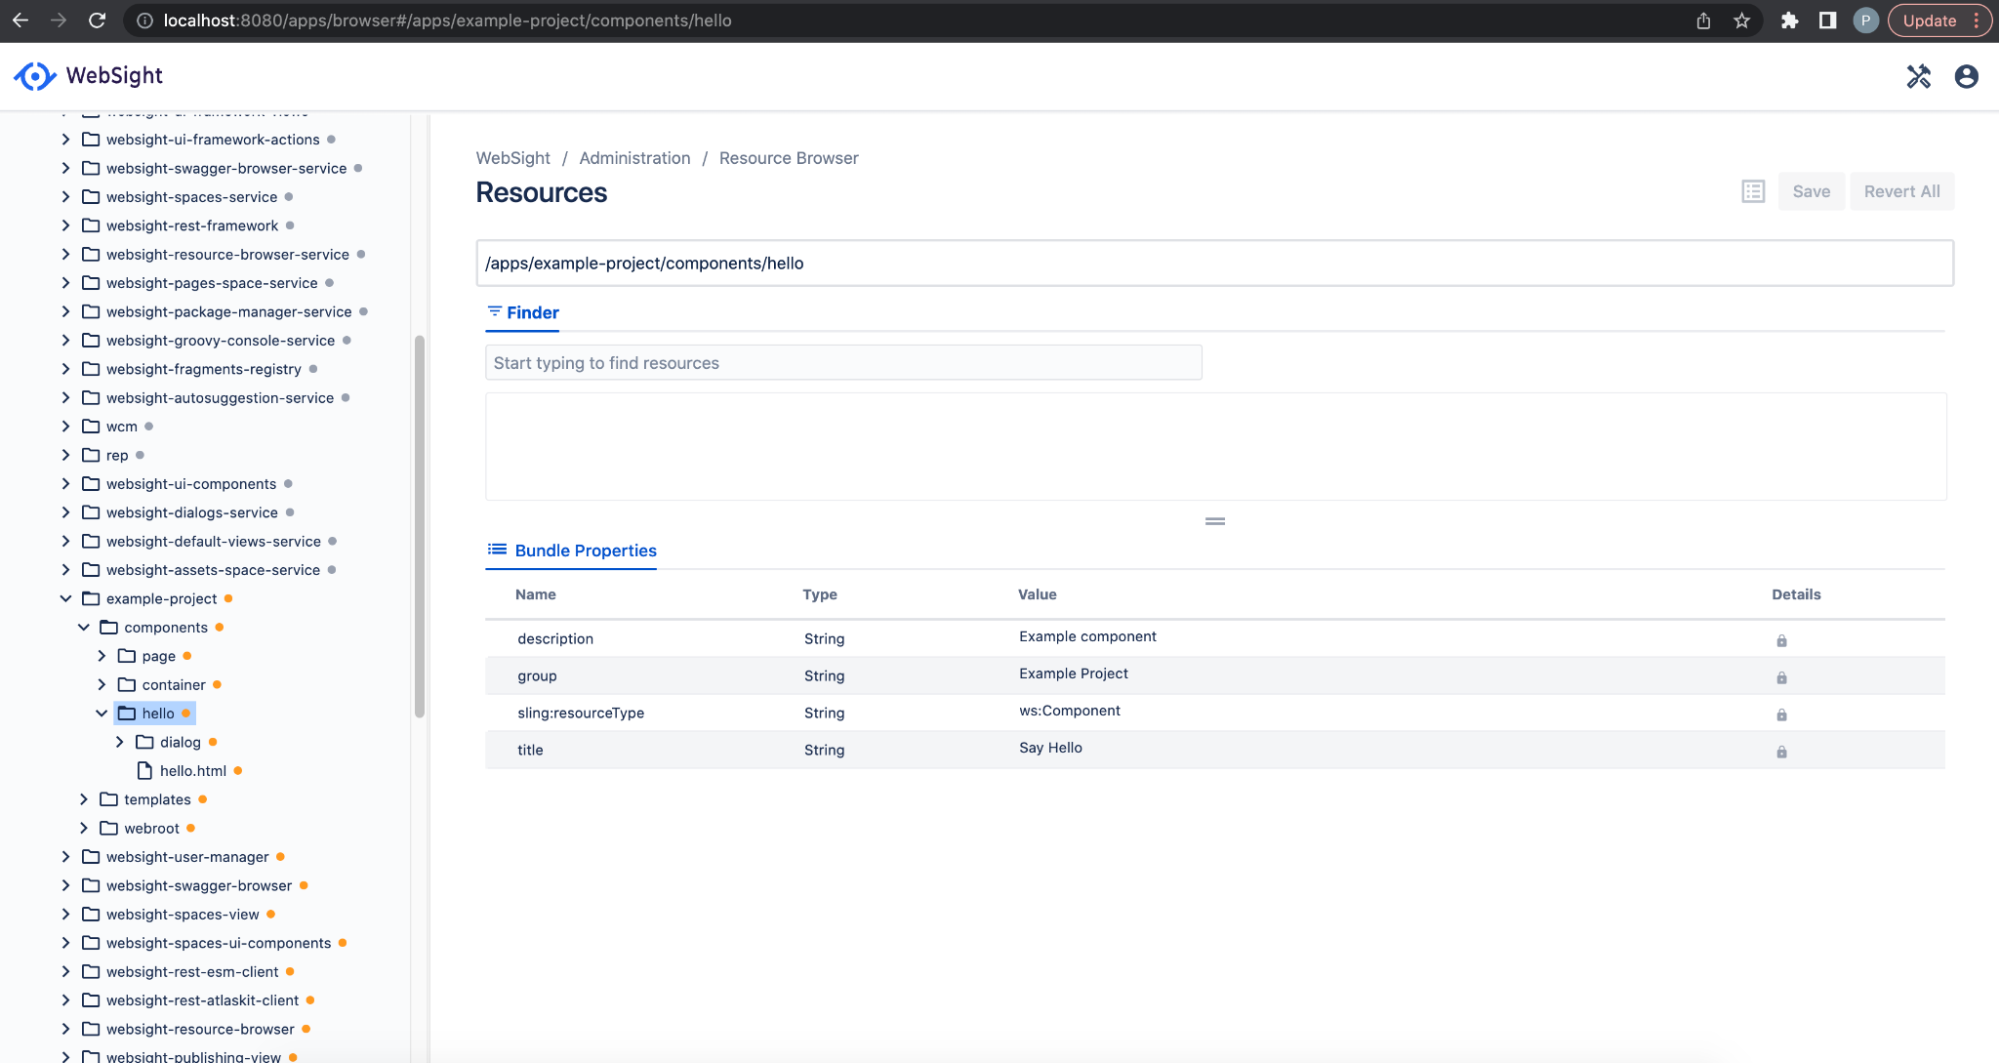 localhost:8080/apps/browser#/apps/example-project/components/hello
P
Update
WebSight
websight-ui-framework-actions
websight-swagger-browser-service
websight-spaces-service
websight-rest-framework
websight-resource-browser-service
websight-pages-space-service
websight-package-manager-service
websight-groovy-console-service
websight-fragments-registry
websight-autosuggestion-service
wcm
rep
websight-ui-components
websight-dialogs-service
websight-default-views-service
websight-assets-space-service
example-project
components
page
container
hello
dialog
hello.html
templates
webroot
websight-user-manager
websight-swagger-browser
websight-spaces-view
websight-spaces-ui-components
websight-rest-esm-client
websight-rest-atlaskit-client
websight-resource-browser
websight-publishing-view
WebSight / Administration / Resource Browser
Resources
Save
Revert All
/apps/example-project/components/hello
Finder
Start typing to find resources
Bundle Properties
Name Type Value Details
description String Example component
group String Example Project
sling:resourceType String ws:Component
title String Say Hello